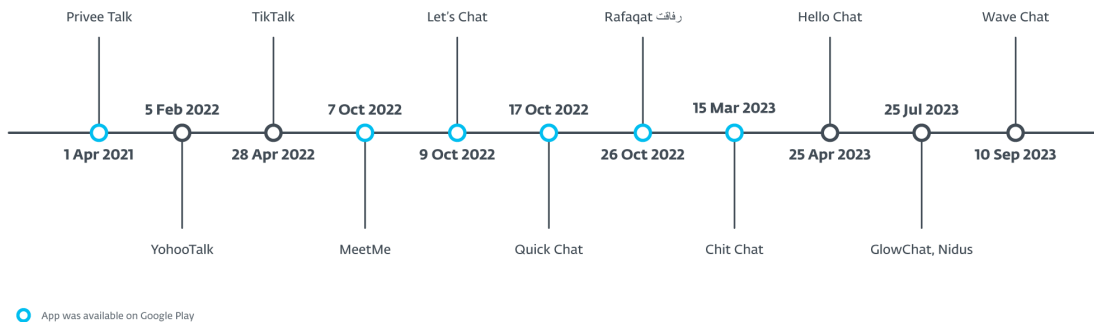 Privee Talk
TikTalk
Let's Chat
Rafaqat رفاقت
Hello Chat
Wave Chat
5 Feb 2022
7 Oct 2022
17 Oct 2022
15 Mar 2023
25 Jul 2023
1 Apr 2021
28 Apr 2022
9 Oct 2022
26 Oct 2022
25 Apr 2023
10 Sep 2023
YohooTalk
MeetMe
Quick Chat
Chit Chat
GlowChat, Nidus
App was available on Google Play